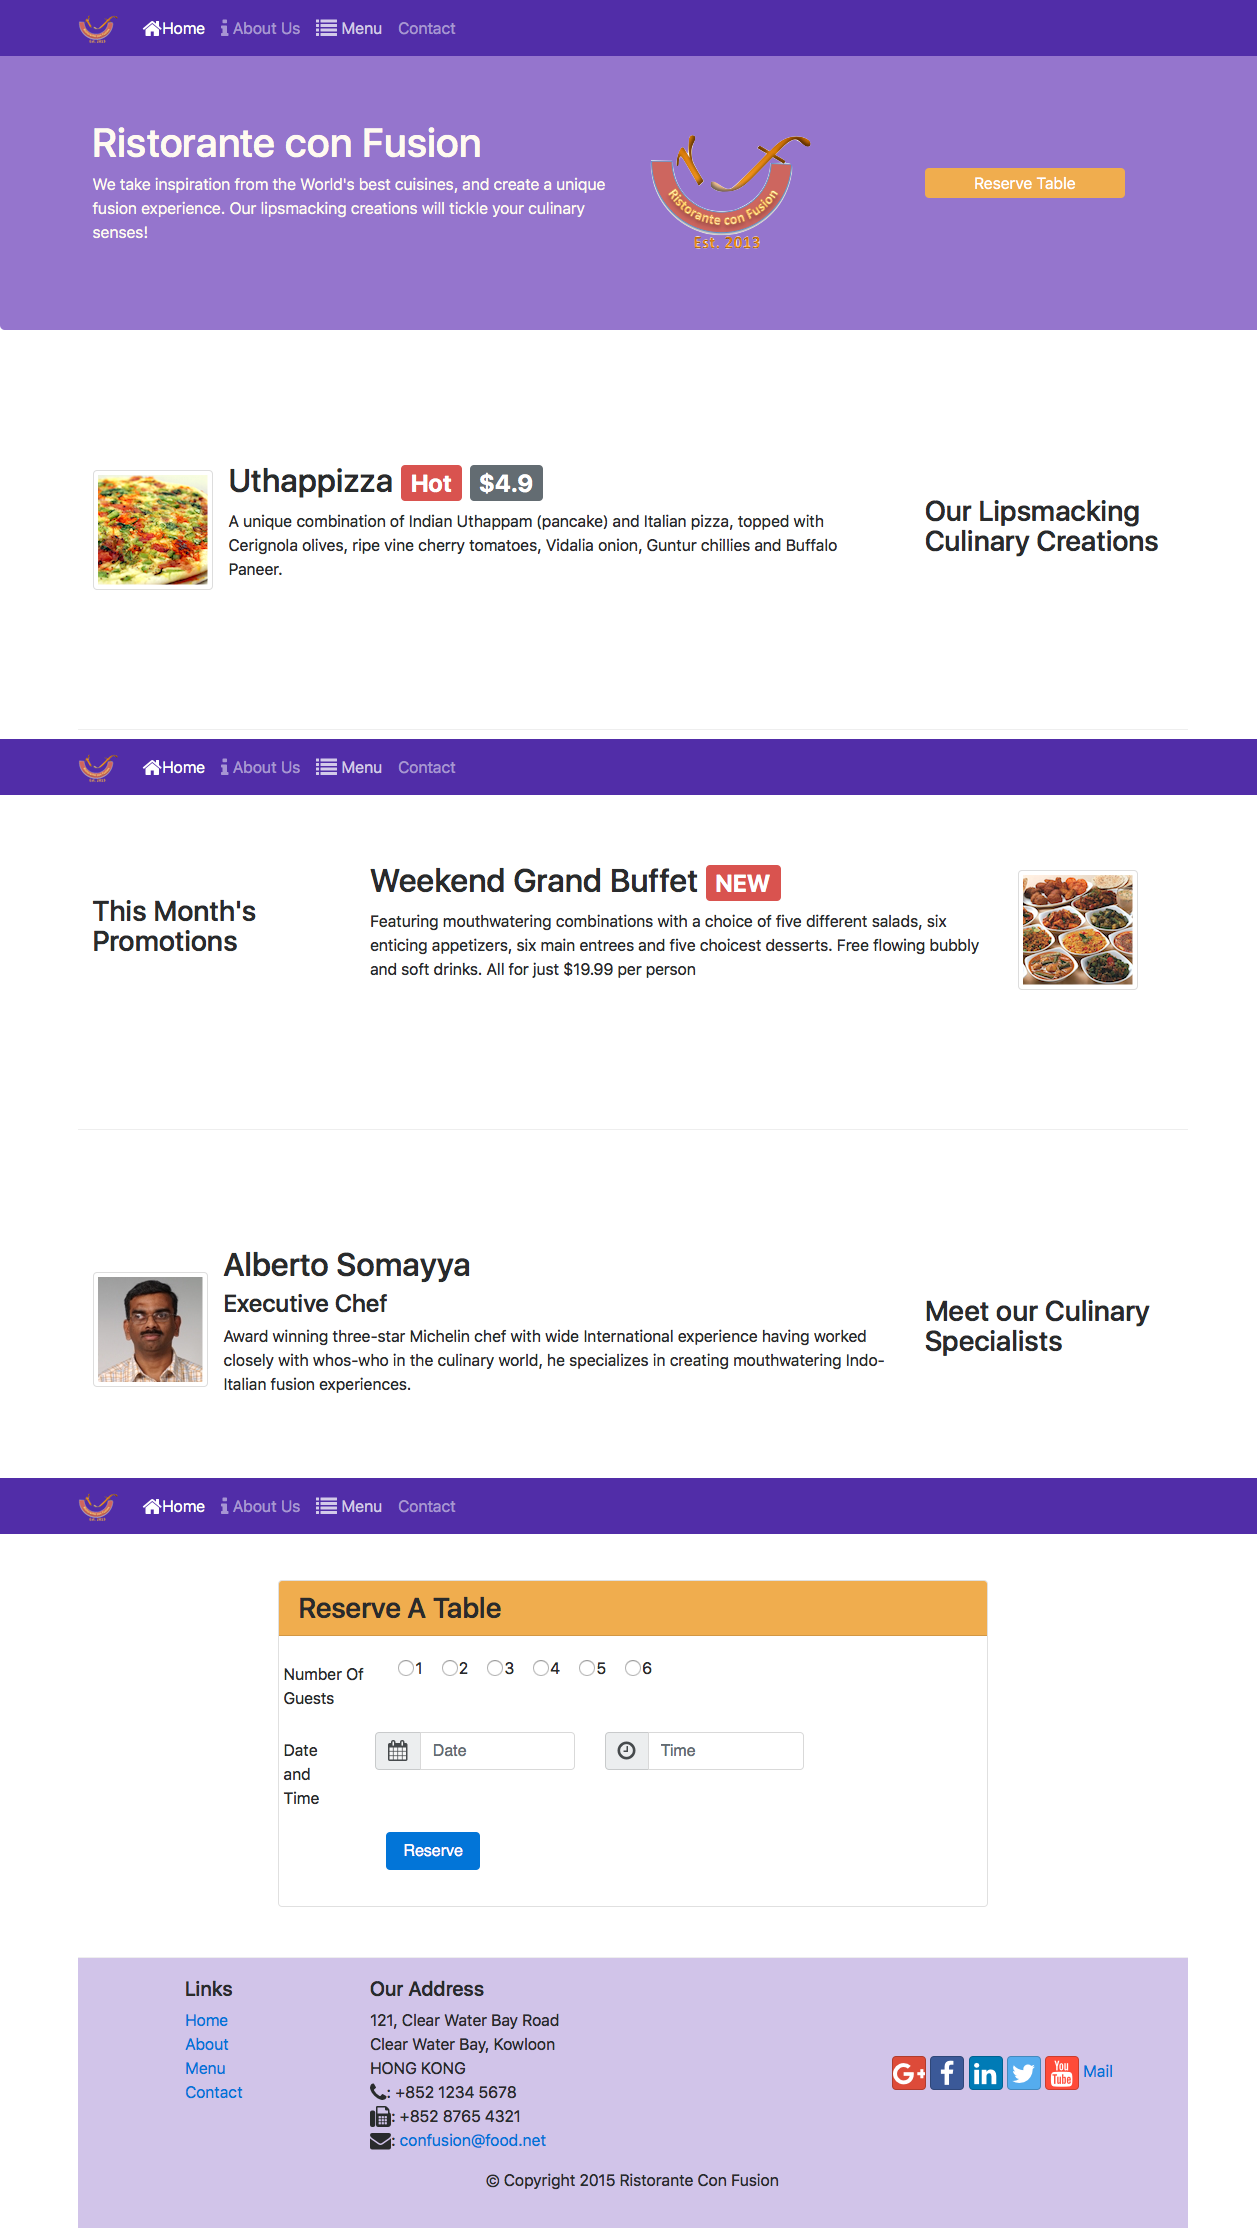 Home About Us Menu Contact
Ristorante con Fusion
We take inspiration from the World's best cuisines, and create a unique
fusion experience. Our lipsmacking creations will tickle your culinary
senses!
Ristorante con Fusion
Est. 2013
Reserve Table
Uthappizza Hot $4.9
A unique combination of Indian Uthappam (pancake) and Italian pizza, topped with
Cerignola olives, ripe vine cherry tomatoes, Vidalia onion, Guntur chillies and Buffalo
Paneer.
Our Lipsmacking
Culinary Creations
Home About Us Menu Contact
This Month's
Promotions
Weekend Grand Buffet NEW
Featuring mouthwatering combinations with a choice of five different salads, six
enticing appetizers, six main entrees and five choicest desserts. Free flowing bubbly
and soft drinks. All for just $19.99 per person
Alberto Somayya
Executive Chef
Award winning three-star Michelin chef with wide International experience having worked
closely with whos-who in the culinary world, he specializes in creating mouthwatering Indo-
Italian fusion experiences.
Meet our Culinary
Specialists
Home About Us Menu Contact
Reserve A Table
Number Of
Guests
1 2 3 4 5 6
Date
and
Time
Date
Time
Reserve
Links
Home
About
Menu
Contact
Our Address
121, Clear Water Bay Road
Clear Water Bay, Kowloon
HONG KONG
: +852 1234 5678
: +852 8765 4321
: confusion@food.net
G+ f in You Tube Mail
© Copyright 2015 Ristorante Con Fusion